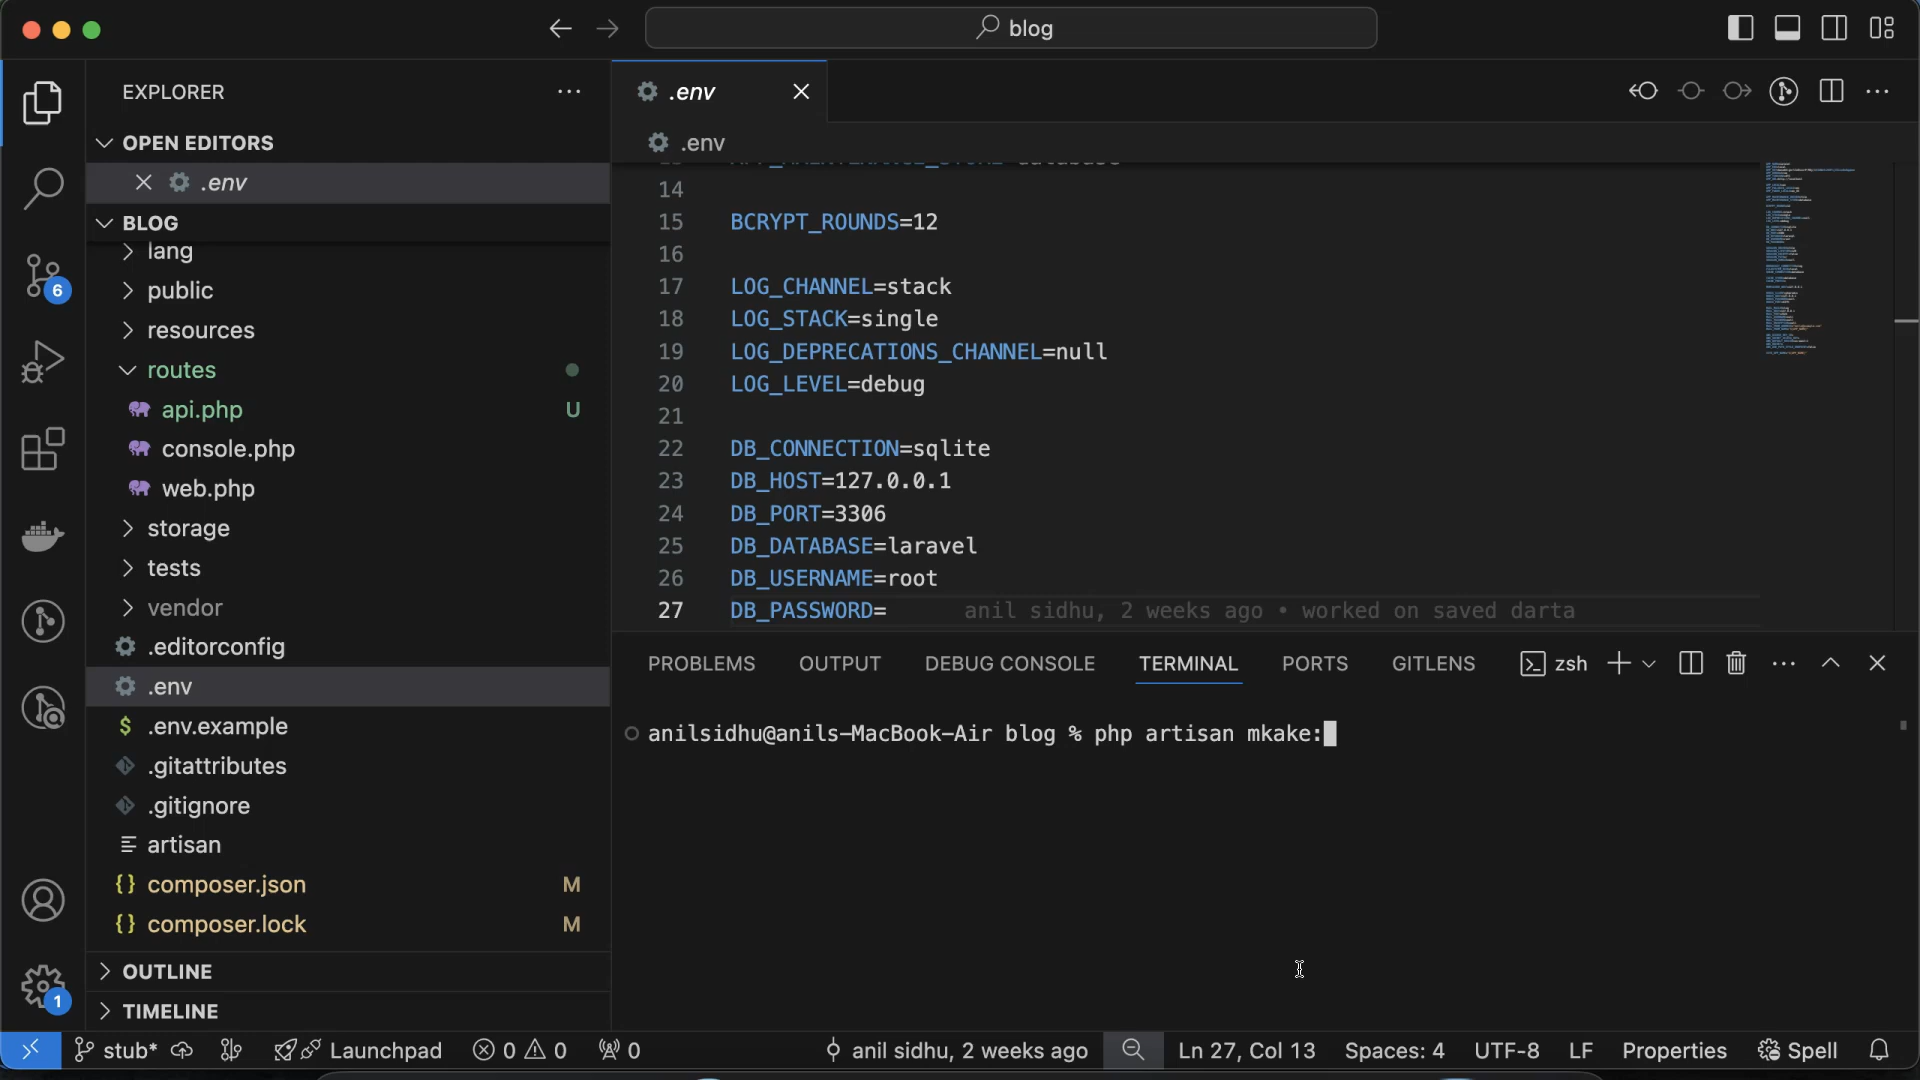 blog
EXPLORER
OPEN EDITORS
.env
BLOG
lang
public
resources
routes
api.php U
console.php
web.php
storage
tests
vendor
.editorconfig
.env
.env.example
.gitattributes
.gitignore
artisan
composer.json M
composer.lock M
OUTLINE
TIMELINE
.env
.env
14
15 BCRYPT_ROUNDS=12
16
17 LOG_CHANNEL=stack
18 LOG_STACK=single
19 LOG_DEPRECATIONS_CHANNEL=null
20 LOG_LEVEL=debug
21
22 DB_CONNECTION=sqlite
23 DB_HOST=127.0.0.1
24 DB_PORT=3306
25 DB_DATABASE=laravel
26 DB_USERNAME=root
27 DB_PASSWORD= anil sidhu, 2 weeks ago • worked on saved darta
PROBLEMS OUTPUT DEBUG CONSOLE TERMINAL PORTS GITLENS zsh
anilsidhu@anils-MacBook-Air blog % php artisan mkake:
6
1
stub* Launchpad 0 0 0 anil sidhu, 2 weeks ago Ln 27, Col 13 Spaces: 4 UTF-8 LF Properties Spell